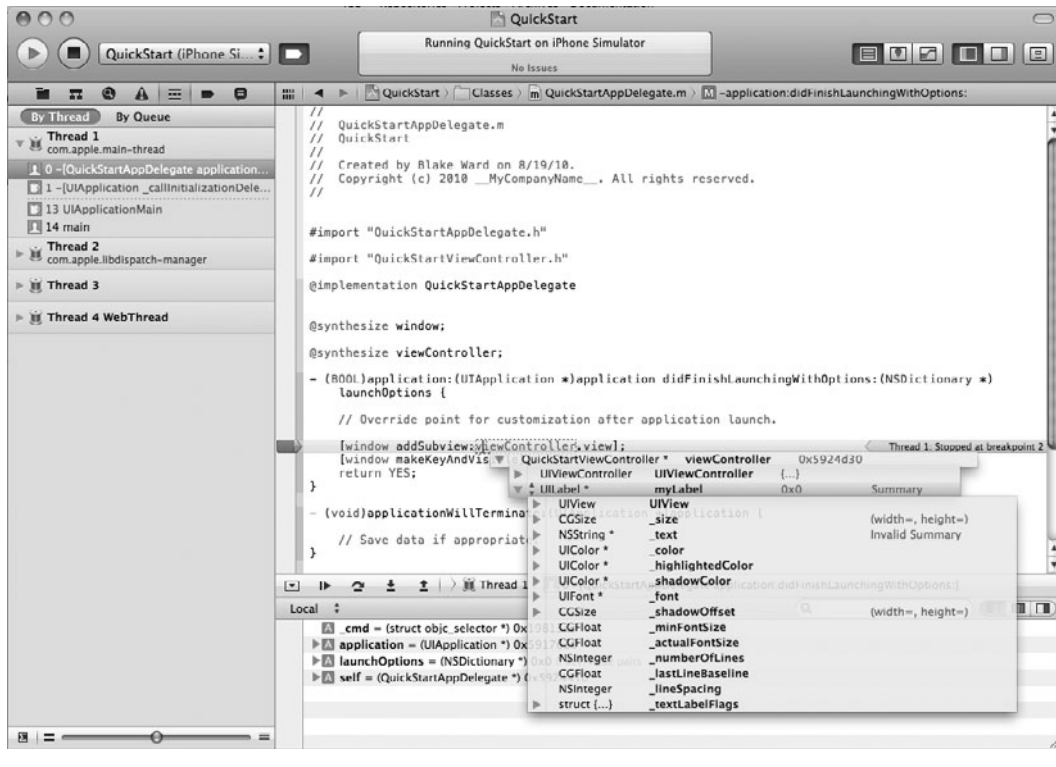 QuickStart
QuickStart (iPhone Si...
Running QuickStart on iPhone Simulator
No Issues
QuickStart Classes QuickStartAppDelegate.m -application:didFinishLaunchingWithOptions:
By Thread By Queue
Thread 1
com.apple.main-thread
0 -[QuickStartAppDelegate application...
1 -[UIApplication _callInitializationDele...
13 UIApplicationMain
14 main
Thread 2
com.apple.libdispatch-manager
Thread 3
Thread 4 WebThread
//
// QuickStartAppDelegate.m
// QuickStart
//
// Created by Blake Ward on 8/19/10.
// Copyright (c) 2010 __MyCompanyName__. All rights reserved.
//
#import "QuickStartAppDelegate.h"
#import "QuickStartViewController.h"
@implementation QuickStartAppDelegate
@synthesize window;
@synthesize viewController;
- (BOOL)application:(UIApplication *)application didFinishLaunchingWithOptions:(NSDictionary *)
launchOptions {
// Override point for customization after application launch.
[window addSubview:viewController.view];
Thread 1: Stopped at breakpoint 2
[window makeKeyAndVis
return YES;
}
- (void)applicationWillTerminate:(UIApplication *)application {
// Save data if appropriate.
}
QuickStartViewController * viewController 0x5924d30
UIViewController UIViewController {...}
UILabel * myLabel 0x0 Summary
UIView UIView
CGSize _size (width=, height=)
NSString * _text Invalid Summary
UIColor * _color
UIColor * _highlightedColor
UIColor * _shadowColor
UIFont * _font
CGSize _shadowOffset (width=, height=)
CGFloat _minFontSize
CGFloat _actualFontSize
NSInteger _numberOfLines
CGFloat _lastLineBaseline
NSInteger _lineSpacing
struct {...} _textLabelFlags
Thread 1
Local
_cmd = (struct objc_selector *) 0x
application = (UIApplication *) 0x
launchOptions = (NSDictionary *) 0x0
self = (QuickStartAppDelegate *)